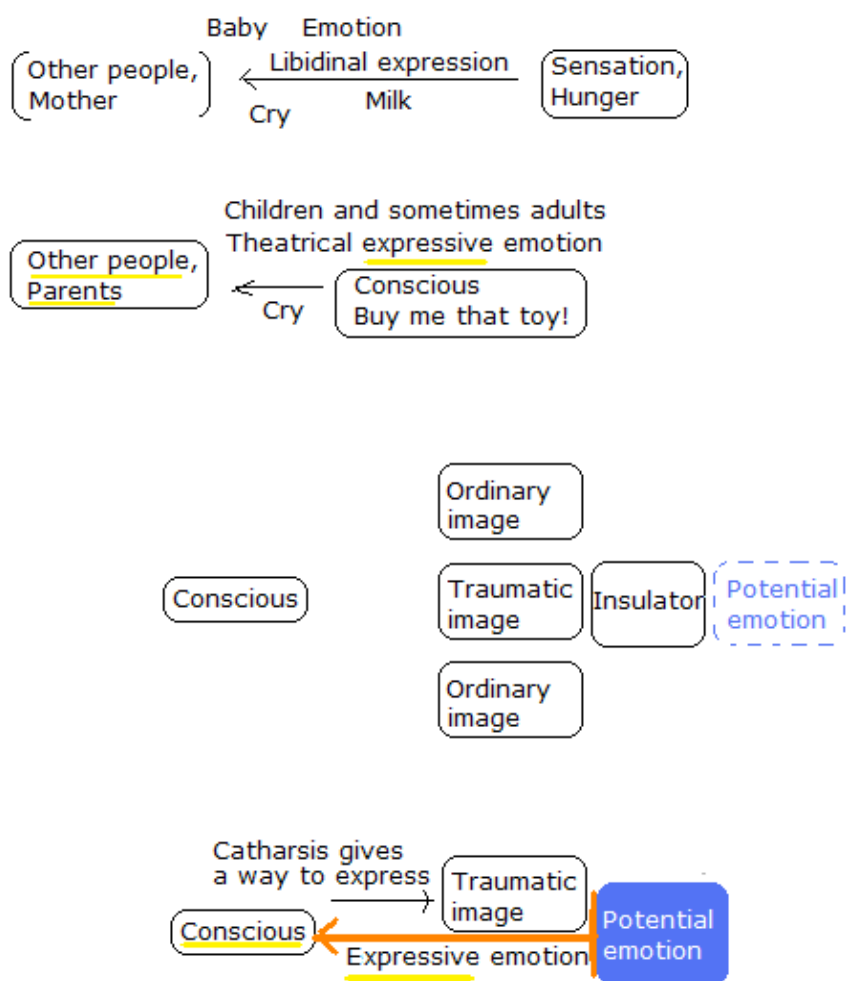 Baby Emotion
Libidinal expression
Other people,
Mother
Cry
Milk
Sensation,
Hunger
Children and sometimes adults
Theatrical expressive emotion
Other people,
Parents
Cry
Conscious
Buy me that toy!
Ordinary
image
Conscious
Traumatic
image
Insulator
Potential
emotion
Ordinary
image
Catharsis gives
a way to express
Traumatic
image
Conscious
Potential
emotion
Expressive emotion